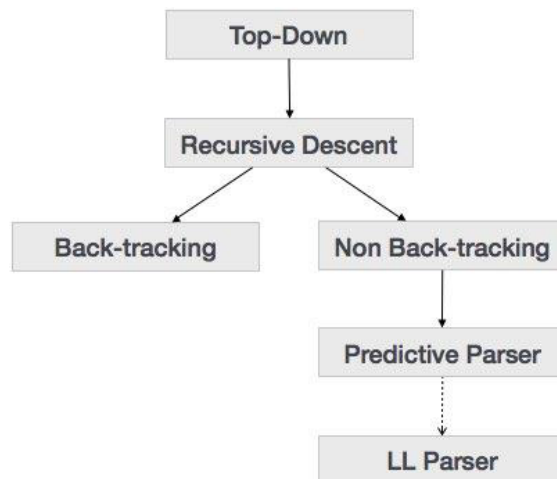 Top-Down
Recursive Descent
Back-tracking
Non Back-tracking
Predictive Parser
LL Parser